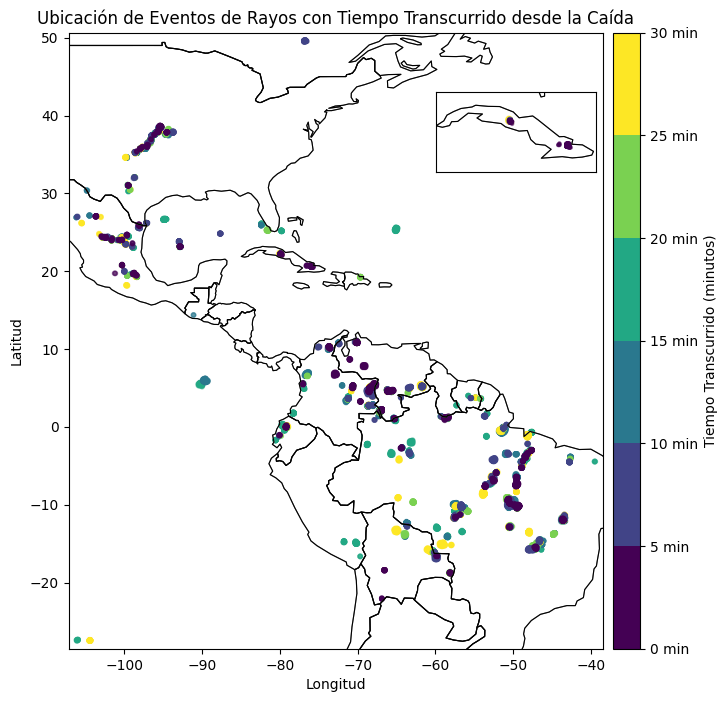 Ubicación de Eventos de Rayos con Tiempo Transcurrido desde la Caída
50
40
30
20
10
0
−10
−20
Latitud
−100
−90
−80
−70
−60
−50
−40
Longitud
30 min
25 min
20 min
15 min
10 min
5 min
0 min
Tiempo Transcurrido (minutos)